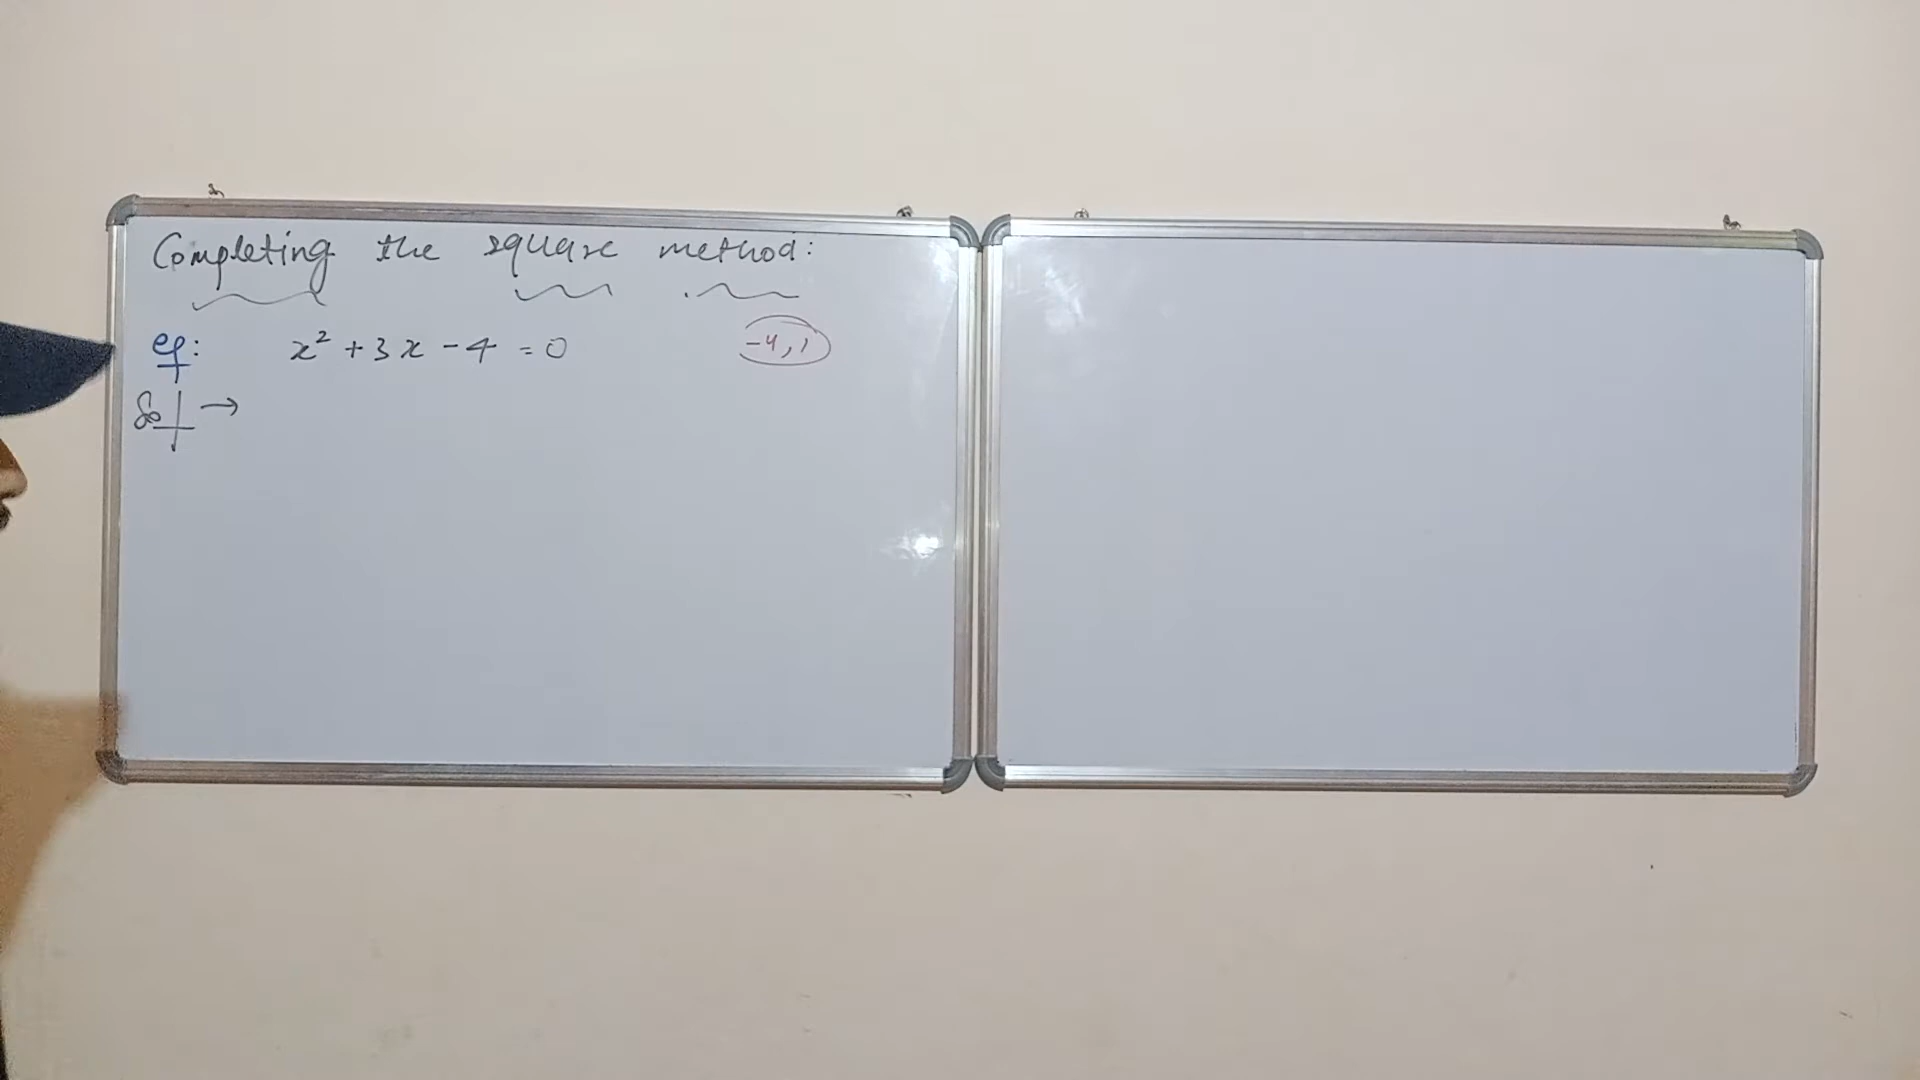 Completing the square method:
eg: x² + 3x - 4 = 0 -4, 1
Sol →